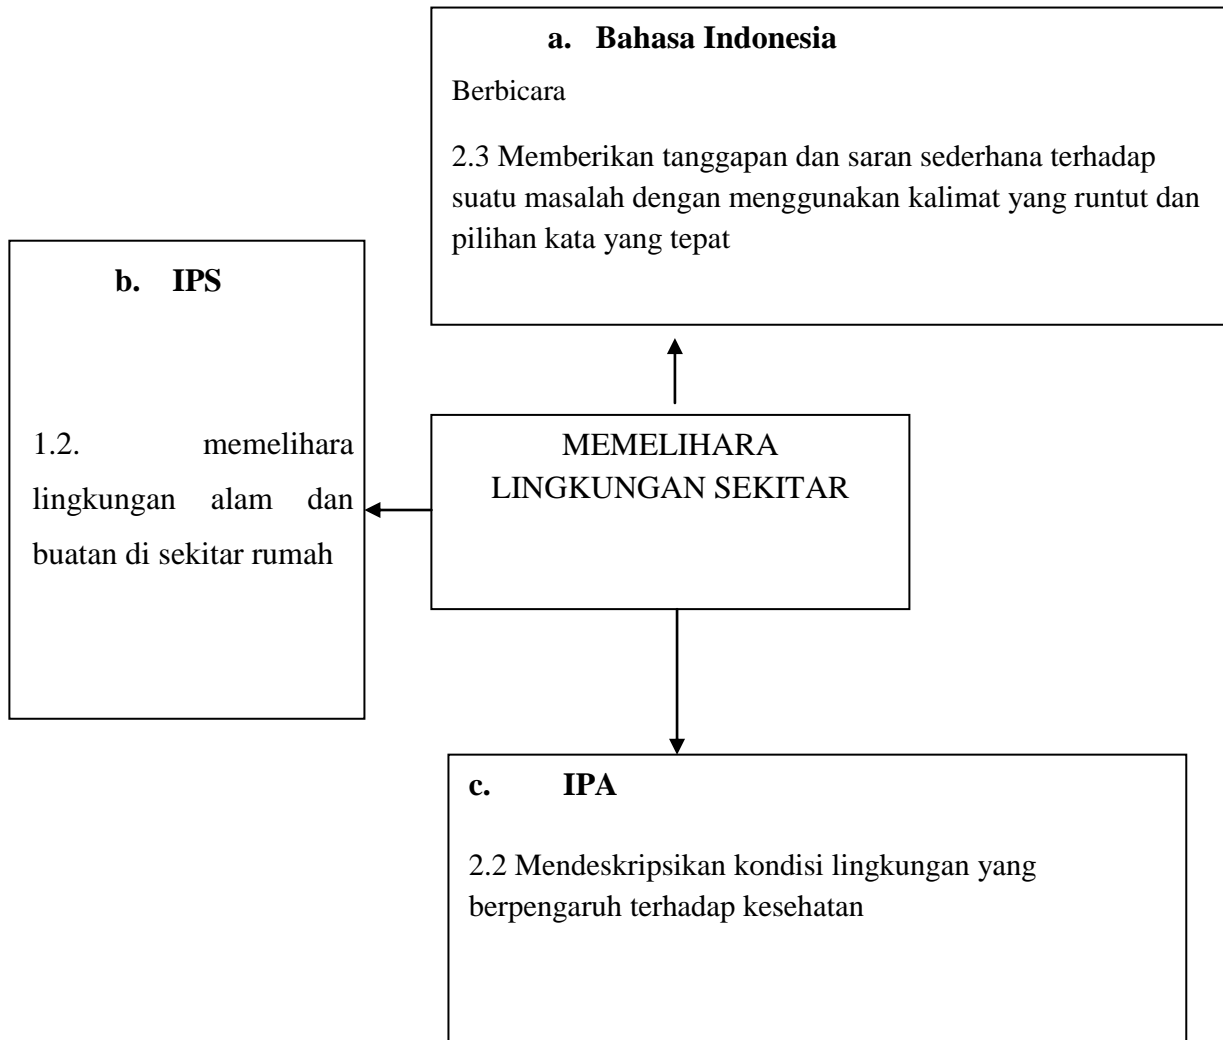 a. Bahasa Indonesia
Berbicara
2.3 Memberikan tanggapan dan saran sederhana terhadap
suatu masalah dengan menggunakan kalimat yang runtut dan
pilihan kata yang tepat
b. IPS
1.2. memelihara
lingkungan alam dan
buatan di sekitar rumah
MEMELIHARA
LINGKUNGAN SEKITAR
c. IPA
2.2 Mendeskripsikan kondisi lingkungan yang
berpengaruh terhadap kesehatan